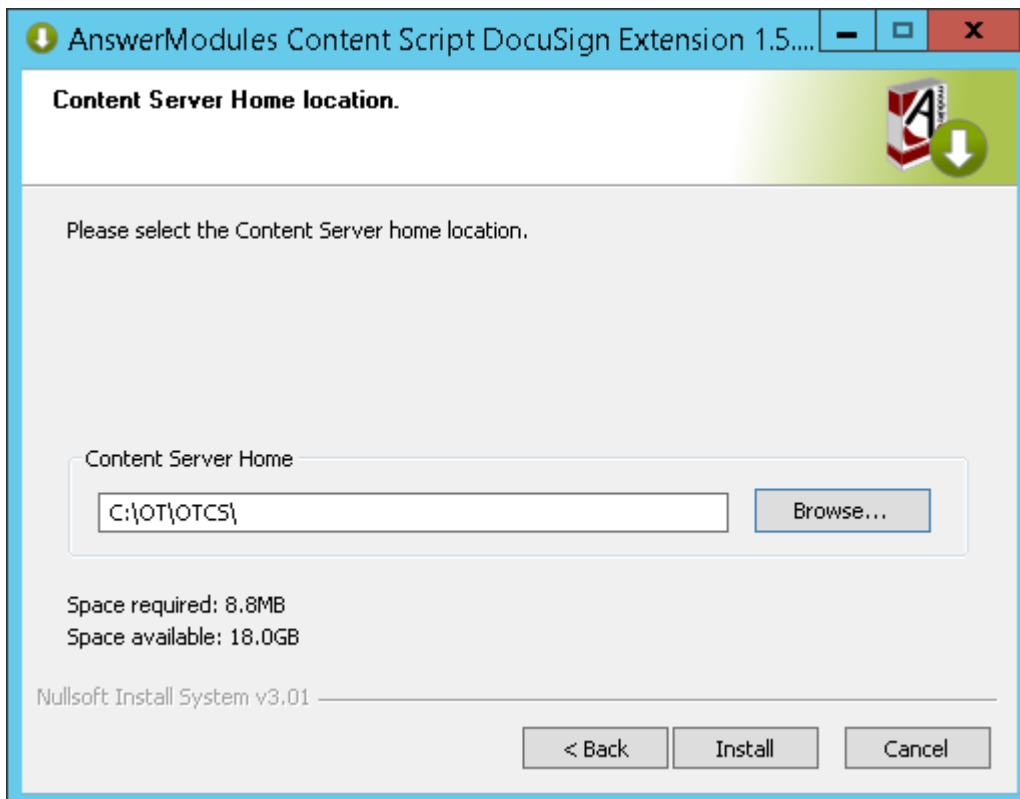 AnswerModules Content Script DocuSign Extension 1.5....
Content Server Home location.
Please select the Content Server home location.
Content Server Home
C:\OT\OTCS\
Browse...
Space required: 8.8MB
Space available: 18.0GB
Nullsoft Install System v3.01
< Back
Install
Cancel